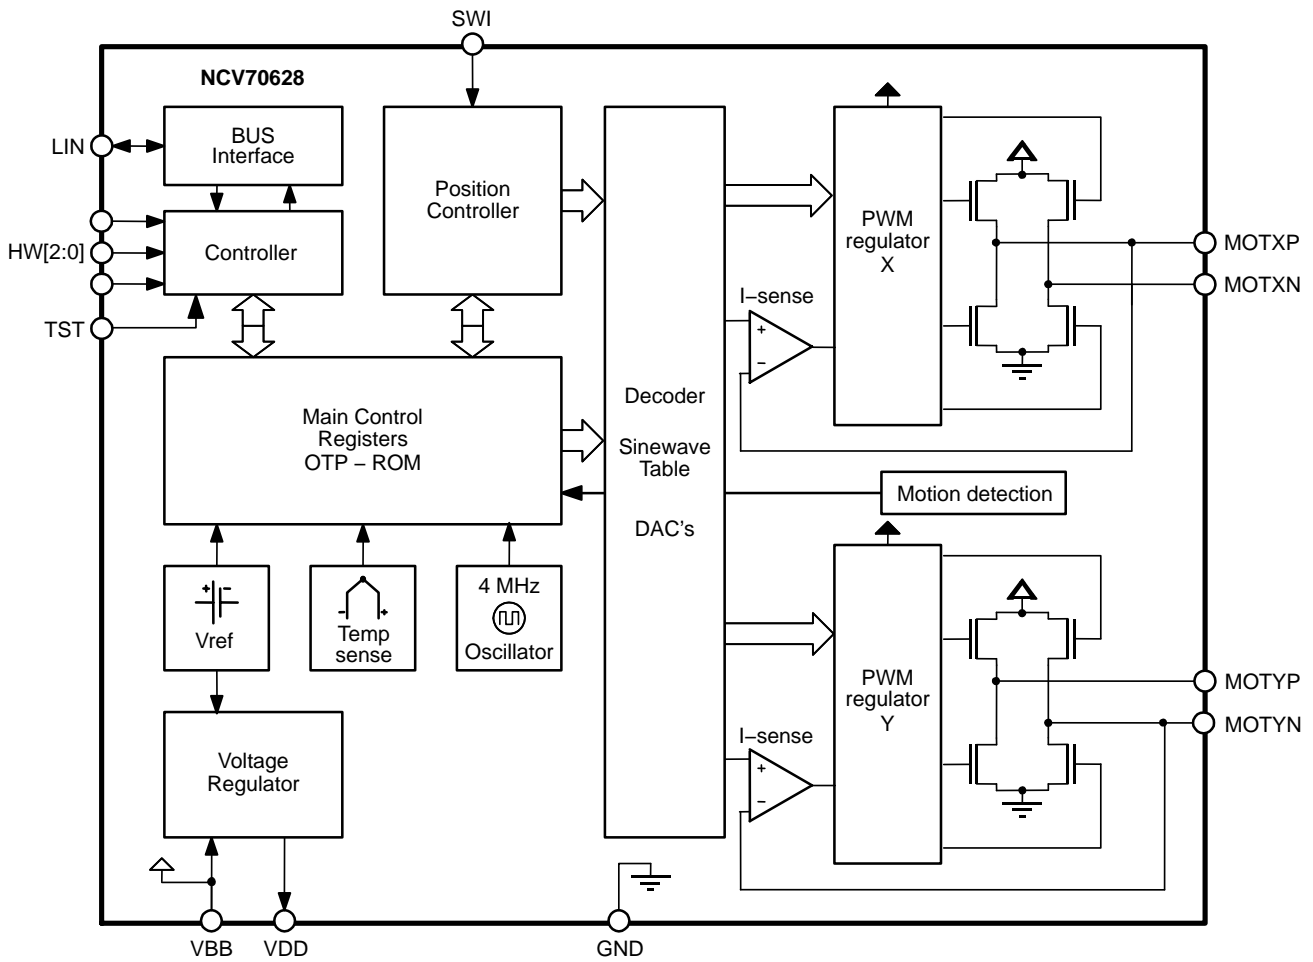 SWI
NCV70628
LIN
BUS
Interface
HW[2:0]
Controller
TST
Position
Controller
Main Control
Registers
OTP – ROM
+ -
Vref
- +
Temp
sense
4 MHz
Oscillator
Voltage
Regulator
VBB
VDD
GND
Decoder
Sinewave
Table
DAC's
I–sense
+
–
PWM
regulator
X
MOTXP
MOTXN
Motion detection
I–sense
+
–
PWM
regulator
Y
MOTYP
MOTYN